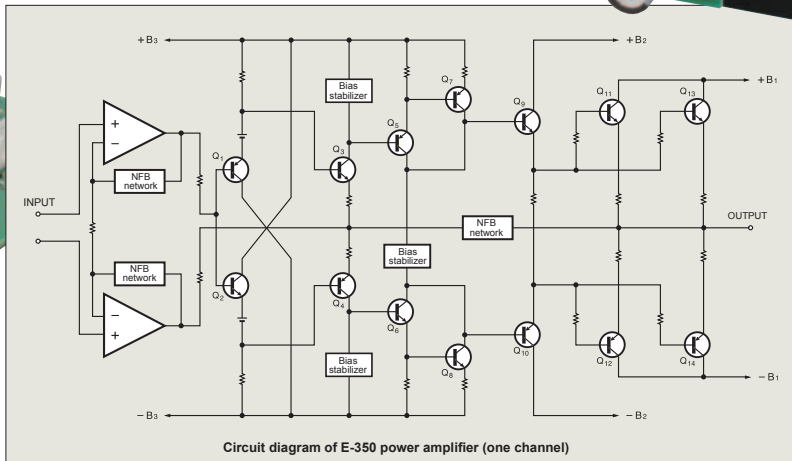 +B3
+B2
Bias
stabilizer
Q7
Q9
Q11
Q13
+B1
+
−
Q5
Q1
Q3
NFB
network
INPUT
NFB
network
OUTPUT
Bias
stabilizer
NFB
network
Q2
Q4
−
+
Q6
Q10
Q12
Q14
Bias
stabilizer
Q8
−B1
−B3
−B2
Circuit diagram of E-350 power amplifier (one channel)